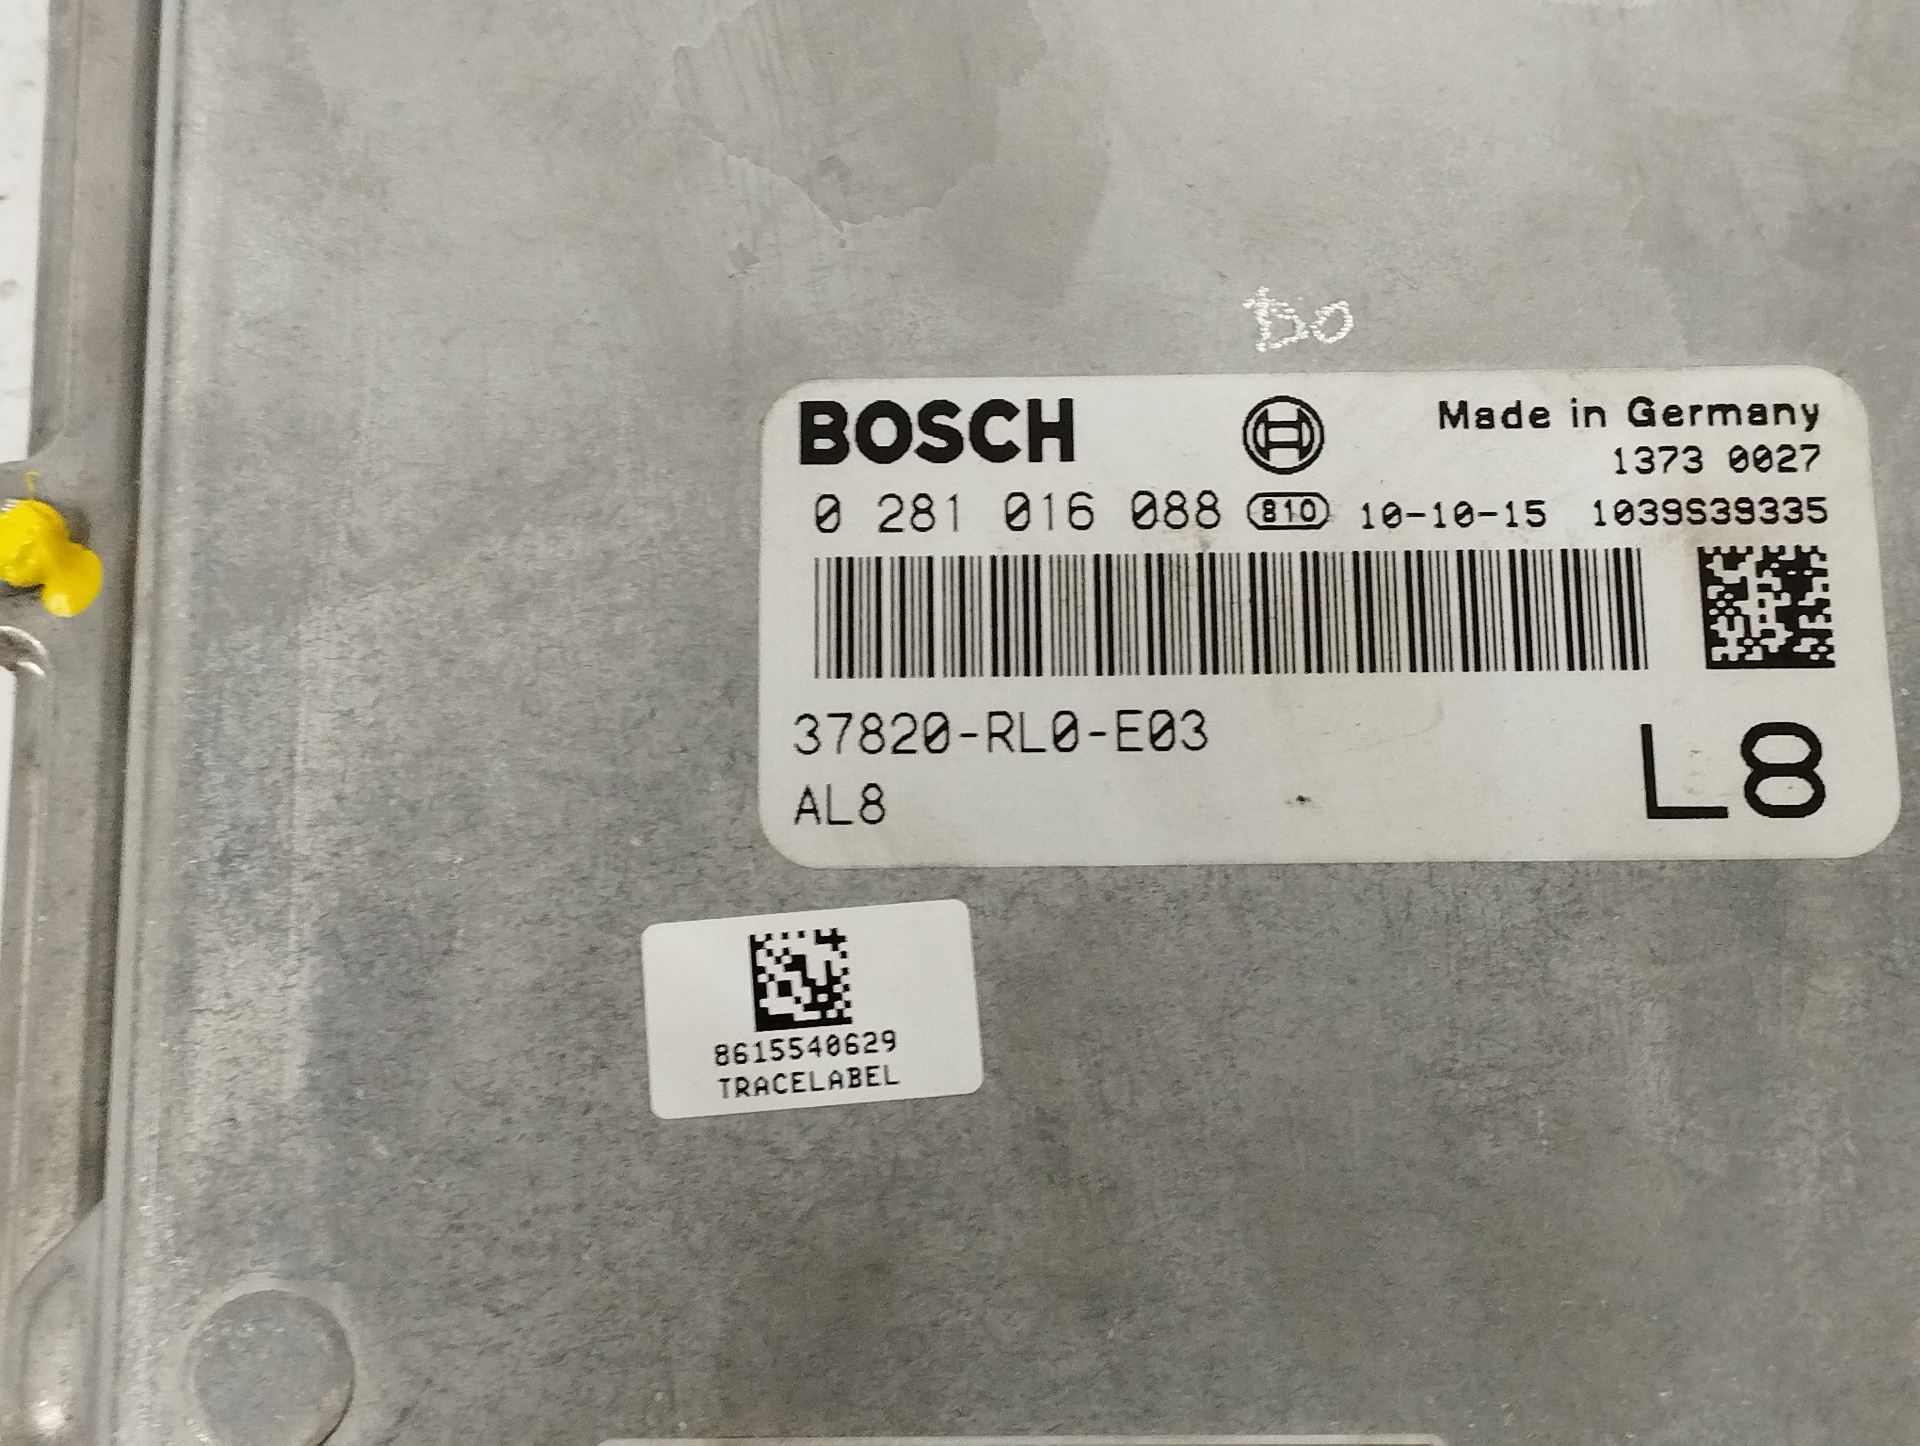 BOSCH
Made in Germany
1373 0027
0 281 016 088 810 10-10-15 1039S39335
37820-RL0-E03
AL8
L8
8615540629
TRACELABEL